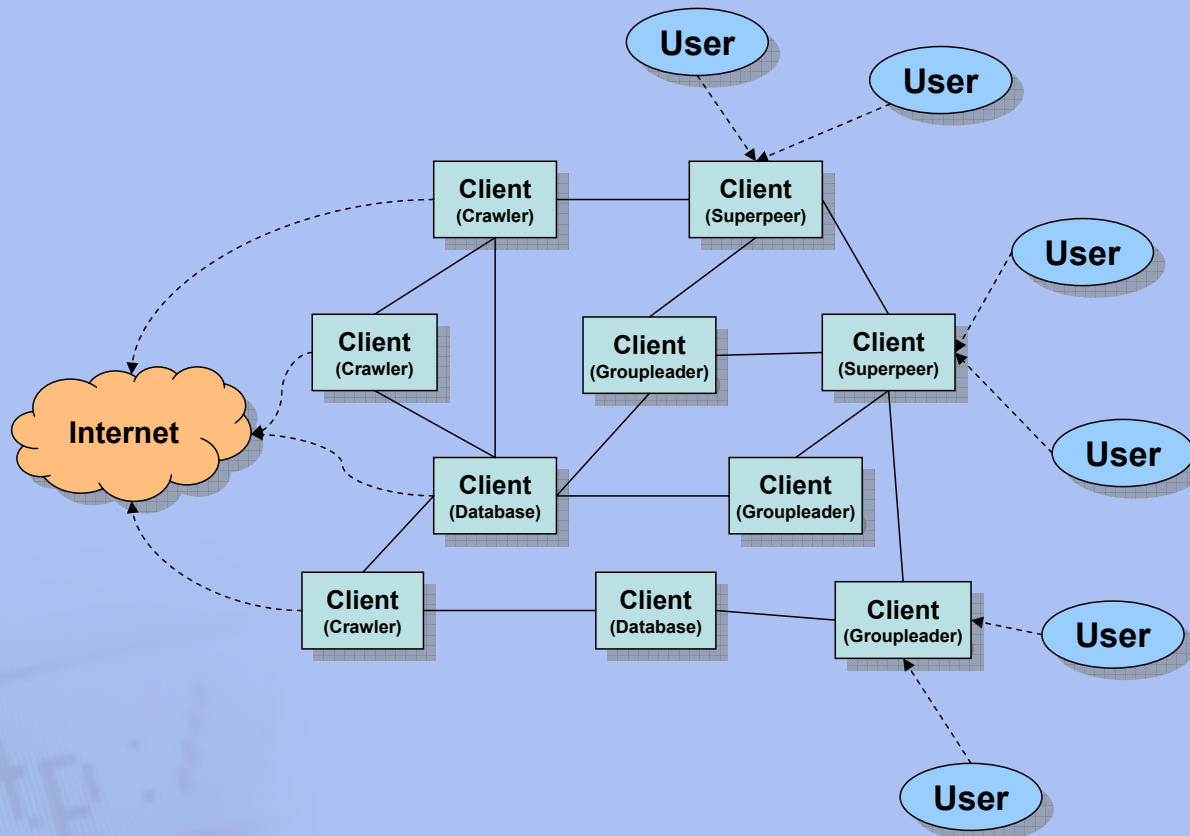 User
User
Client
(Crawler)
Client
(Superpeer)
User
Client
(Crawler)
Client
(Groupleader)
Client
(Superpeer)
Internet
User
Client
(Database)
Client
(Groupleader)
Client
(Crawler)
Client
(Database)
Client
(Groupleader)
User
User
tp:/